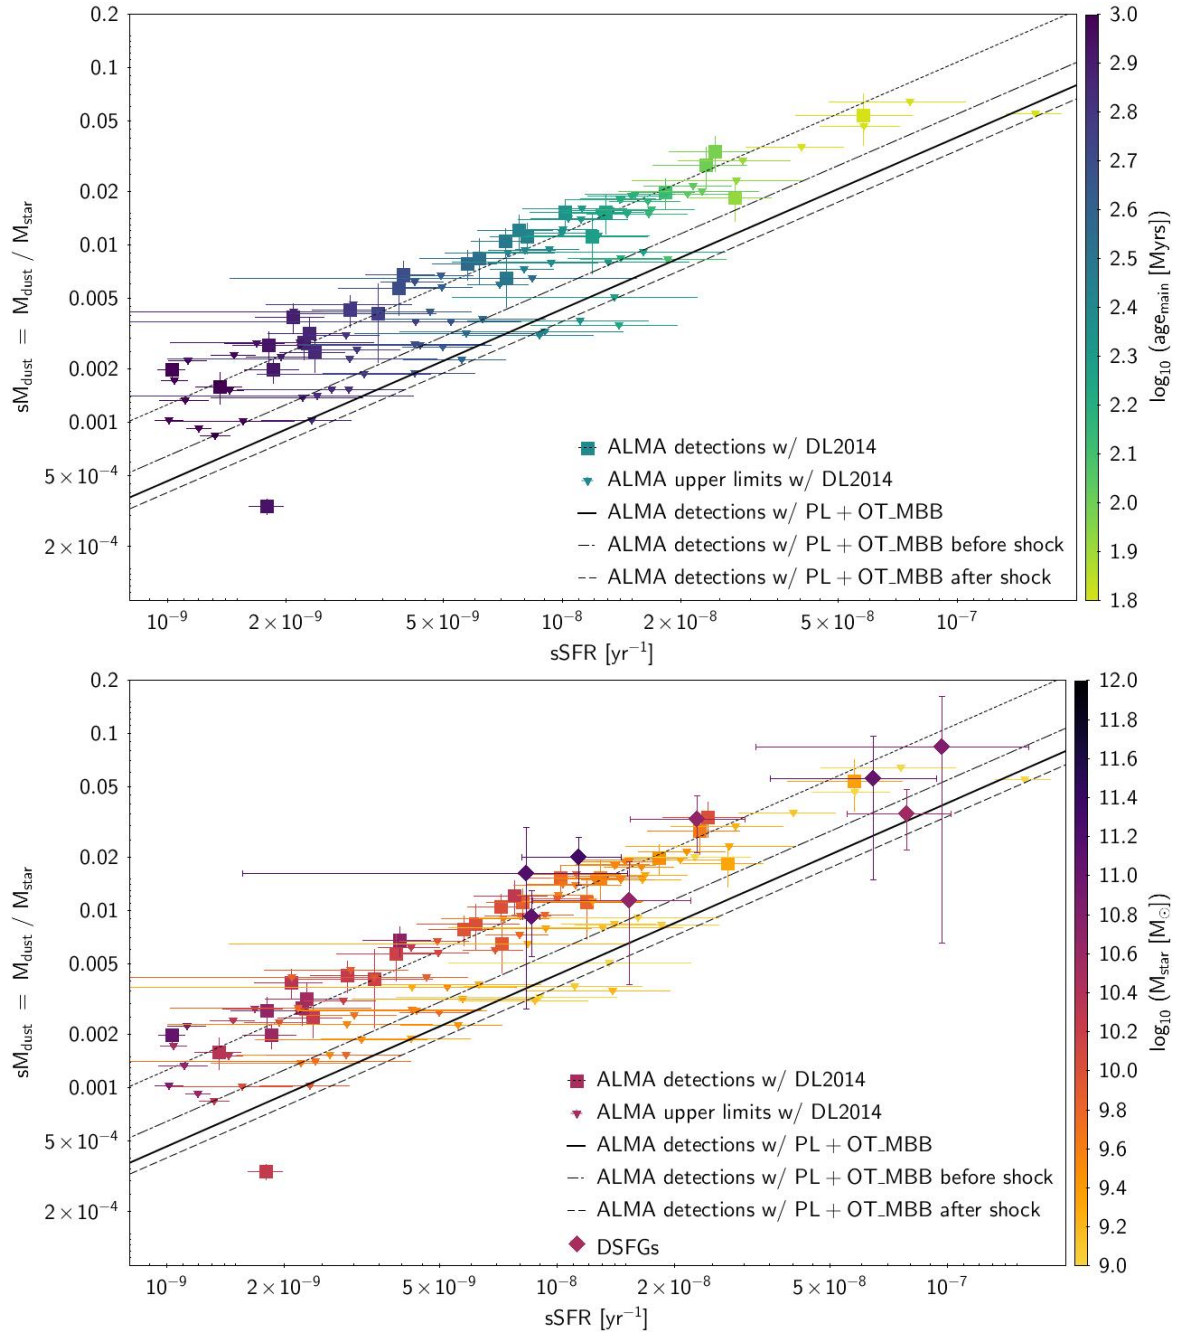 0.2
0.1
0.05
0.02
0.01
0.005
0.002
0.001
5 × 10⁻⁴
2 × 10⁻⁴
sM_dust = M_dust / M_star
10⁻⁹
2 × 10⁻⁹
5 × 10⁻⁹
10⁻⁸
2 × 10⁻⁸
5 × 10⁻⁸
10⁻⁷
sSFR [yr⁻¹]
ALMA detections w/ DL2014
ALMA upper limits w/ DL2014
ALMA detections w/ PL + OT_MBB
ALMA detections w/ PL + OT_MBB before shock
ALMA detections w/ PL + OT_MBB after shock
3.0
2.9
2.8
2.7
2.6
2.5
2.4
2.3
2.2
2.1
2.0
1.9
1.8
log₁₀ (age_main [Myrs])
0.2
0.1
0.05
0.02
0.01
0.005
0.002
0.001
5 × 10⁻⁴
2 × 10⁻⁴
sM_dust = M_dust / M_star
10⁻⁹
2 × 10⁻⁹
5 × 10⁻⁹
10⁻⁸
2 × 10⁻⁸
5 × 10⁻⁸
10⁻⁷
sSFR [yr⁻¹]
ALMA detections w/ DL2014
ALMA upper limits w/ DL2014
ALMA detections w/ PL + OT_MBB
ALMA detections w/ PL + OT_MBB before shock
ALMA detections w/ PL + OT_MBB after shock
DSFGs
12.0
11.8
11.6
11.4
11.2
11.0
10.8
10.6
10.4
10.2
10.0
9.8
9.6
9.4
9.2
9.0
log₁₀ (M_star [M☉])